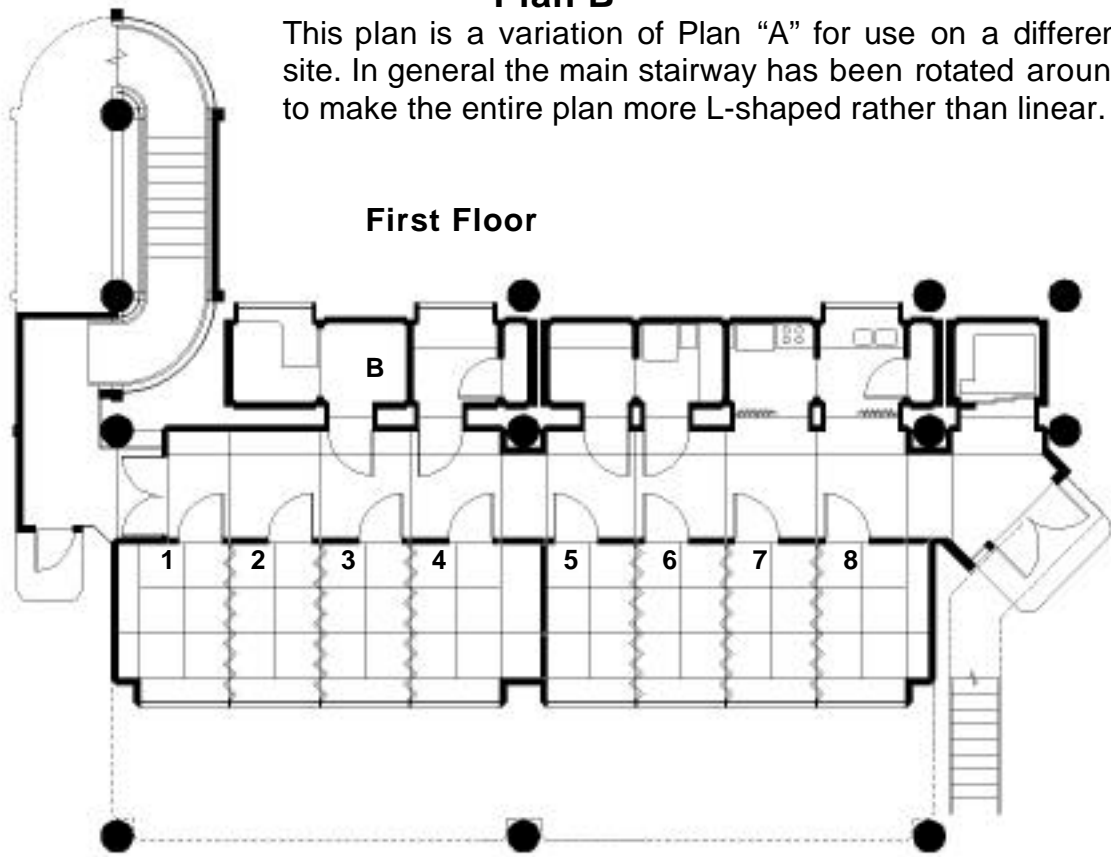 Plan B
This plan is a variation of Plan “A” for use on a
site. In general the main stairway has been rotated
to make the entire plan more L-shaped rather than linear.
First Floor
B
1 2 3 4 5 6 7 8